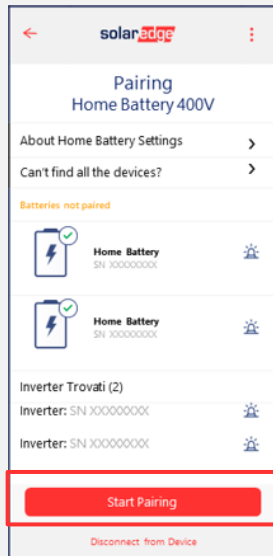 solaredge
Pairing
Home Battery 400V
About Home Battery Settings
Can't find all the devices?
Batteries not paired
Home Battery
SN XXXXXXXX
Home Battery
SN XXXXXXXX
Inverter Trovati (2)
Inverter: SN XXXXXXXX
Inverter: SN XXXXXXXX
Start Pairing
Disconnect from Device